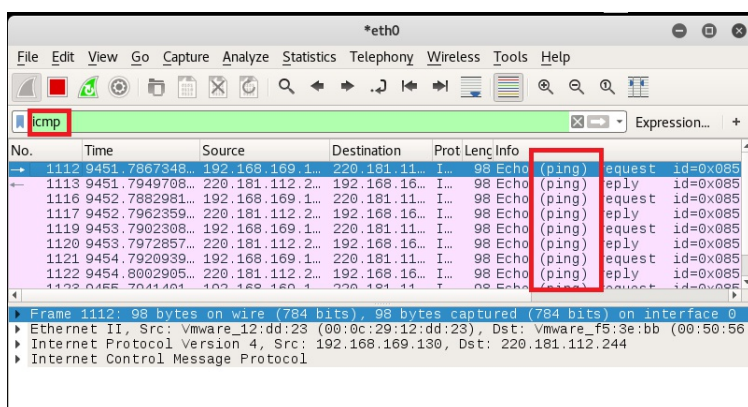 *eth0
File Edit View Go Capture Analyze Statistics Telephony Wireless Tools Help
icmp Expression... +
No. Time Source Destination Prot Leng Info
1112 9451.7867348… 192.168.169.1… 220.181.11… I… 98 Echo (ping) request id=0x085
1113 9451.7949708… 220.181.112.2… 192.168.16… I… 98 Echo (ping) reply id=0x085
1116 9452.7882981… 192.168.169.1… 220.181.11… I… 98 Echo (ping) request id=0x085
1117 9452.7962359… 220.181.112.2… 192.168.16… I… 98 Echo (ping) reply id=0x085
1119 9453.7902308… 192.168.169.1… 220.181.11… I… 98 Echo (ping) request id=0x085
1120 9453.7972857… 220.181.112.2… 192.168.16… I… 98 Echo (ping) reply id=0x085
1121 9454.7920939… 192.168.169.1… 220.181.11… I… 98 Echo (ping) request id=0x085
1122 9454.8002905… 220.181.112.2… 192.168.16… I… 98 Echo (ping) reply id=0x085
Frame 1112: 98 bytes on wire (784 bits), 98 bytes captured (784 bits) on interface 0
Ethernet II, Src: Vmware_12:dd:23 (00:0c:29:12:dd:23), Dst: Vmware_f5:3e:bb (00:50:56
Internet Protocol Version 4, Src: 192.168.169.130, Dst: 220.181.112.244
Internet Control Message Protocol